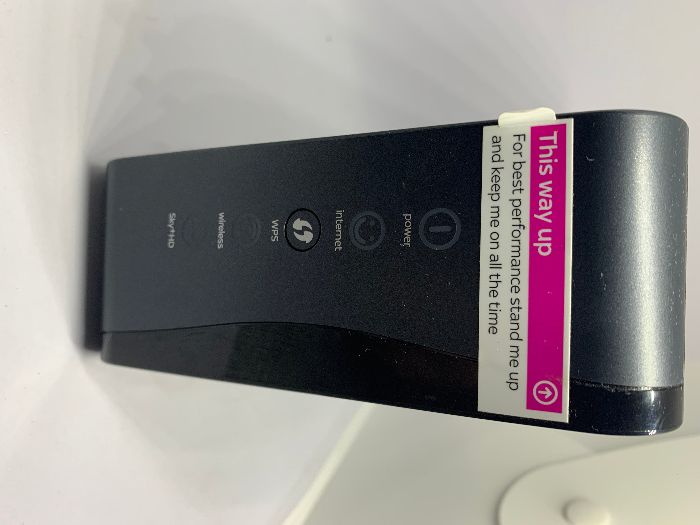 This way up
For best performance stand me up
and keep me on all the time
power
internet
WPS
wireless
Sky+HD